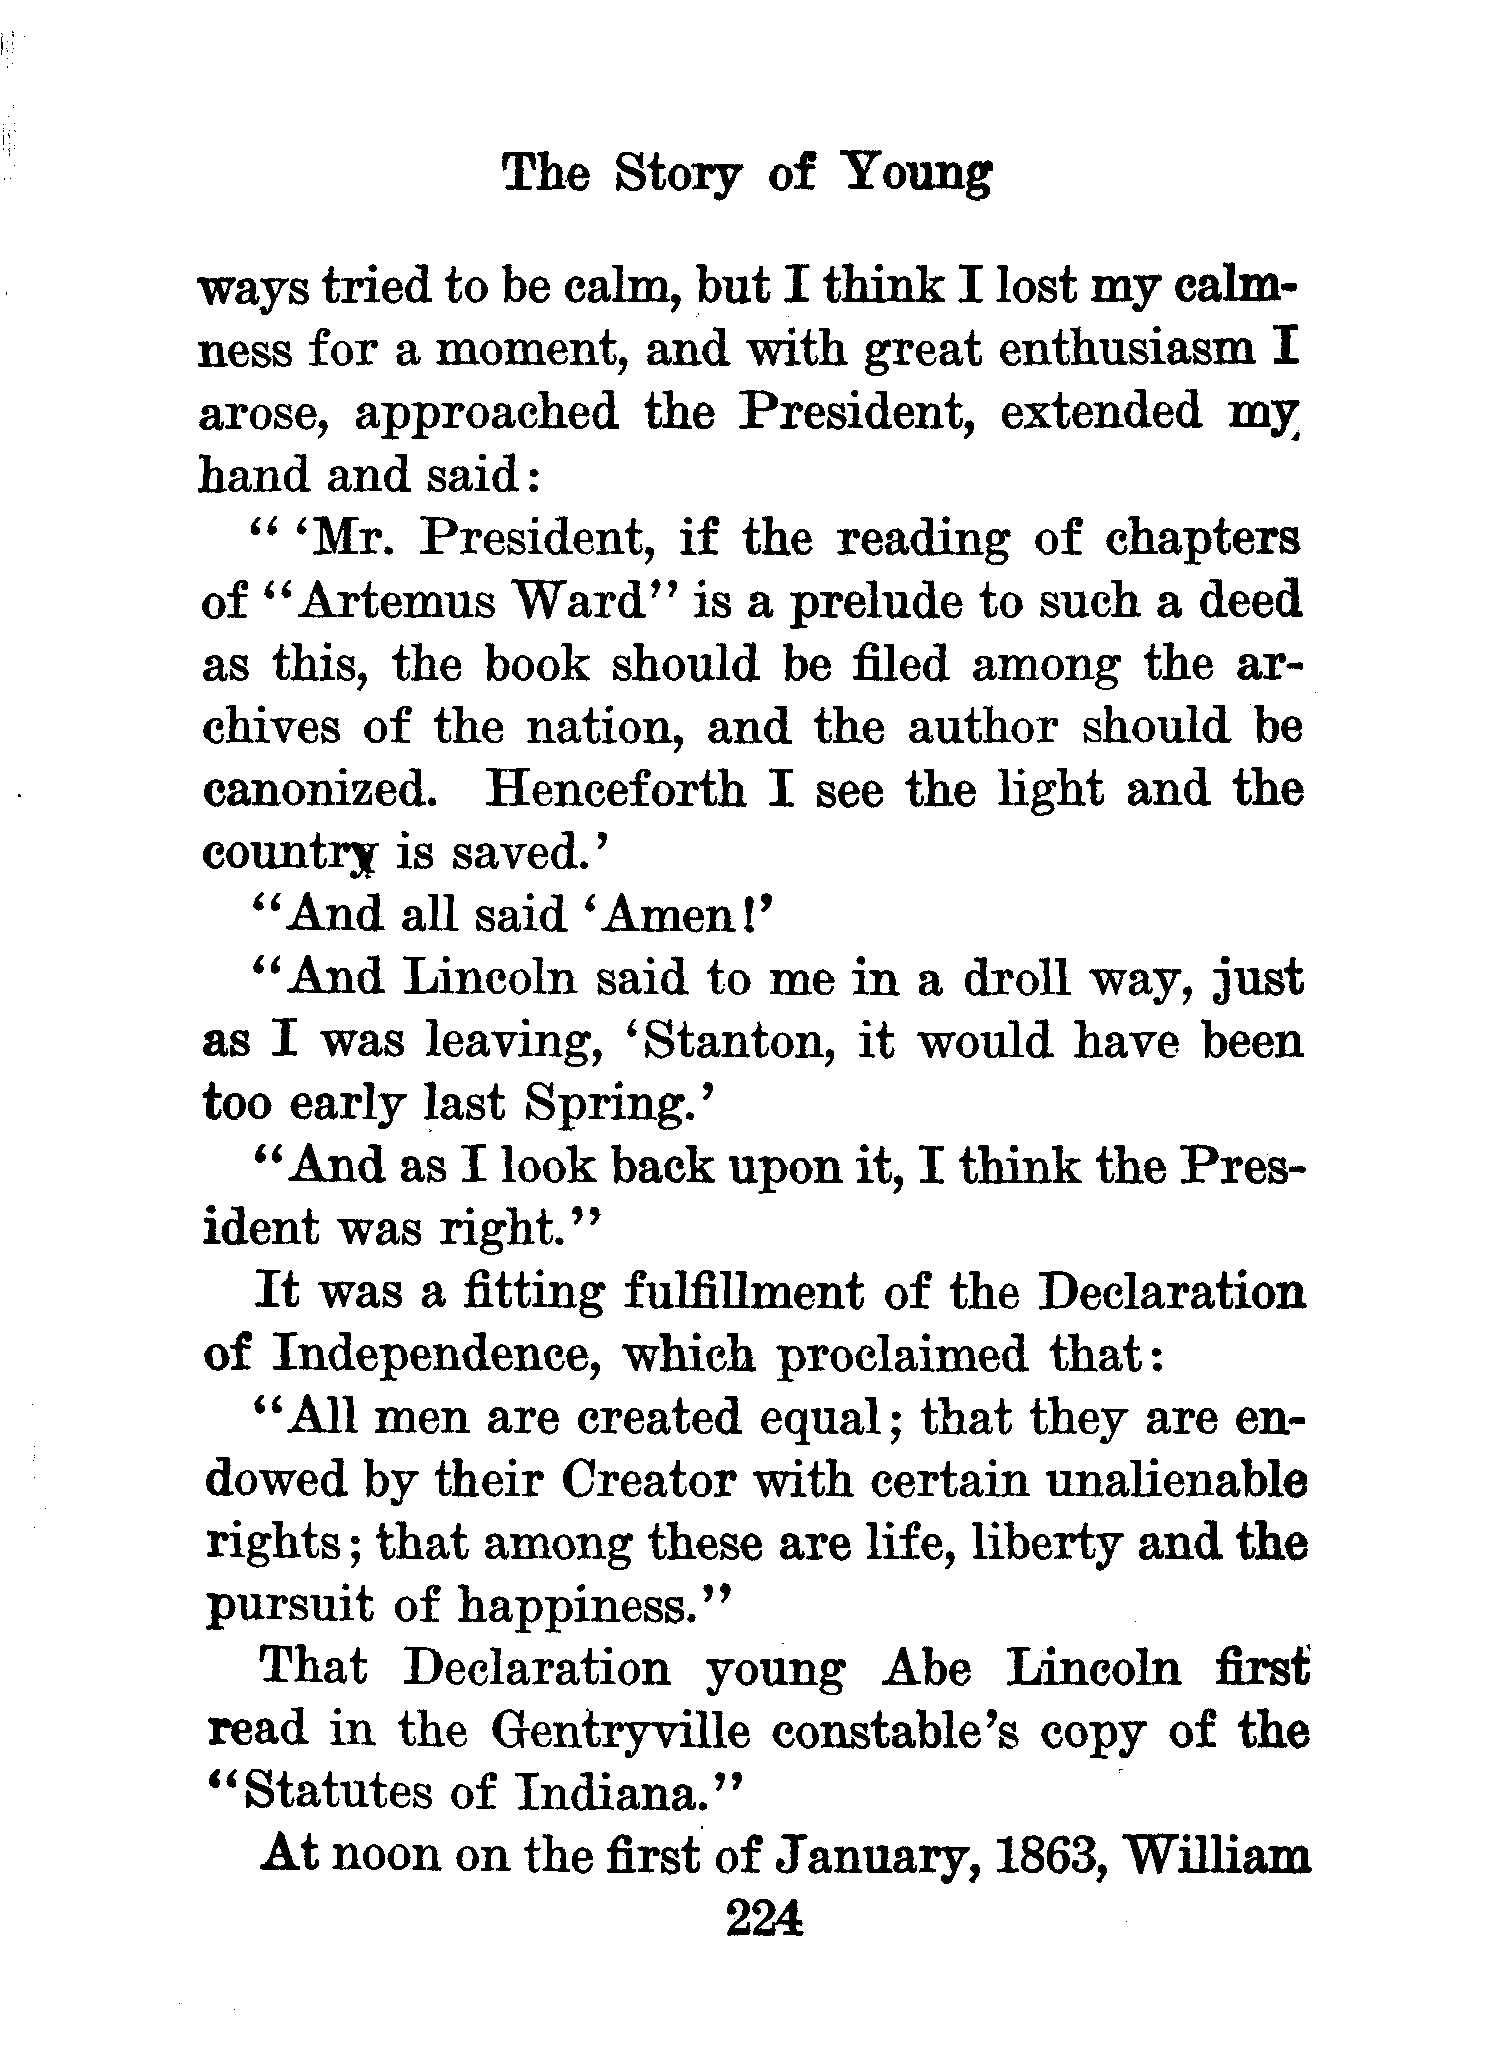 The Story of Young
ways tried to be calm, but I think I lost my calm-
ness for a moment, and with great enthusiasm I
arose, approached the President, extended my
hand and said:
" 'Mr. President, if the reading of chapters
of "Artemus Ward" is a prelude to such a deed
as this, the book should be filed among the ar-
chives of the nation, and the author should be
canonized. Henceforth I see the light and the
country is saved.'
"And all said 'Amen!'
"And Lincoln said to me in a droll way, just
as I was leaving, 'Stanton, it would have been
too early last Spring.'
"And as I look back upon it, I think the Pres-
ident was right."
It was a fitting fulfillment of the Declaration
of Independence, which proclaimed that:
"All men are created equal; that they are en-
dowed by their Creator with certain unalienable
rights; that among these are life, liberty and the
pursuit of happiness."
That Declaration young Abe Lincoln first
read in the Gentryville constable's copy of the
"Statutes of Indiana."
At noon on the first of January, 1863, William
224